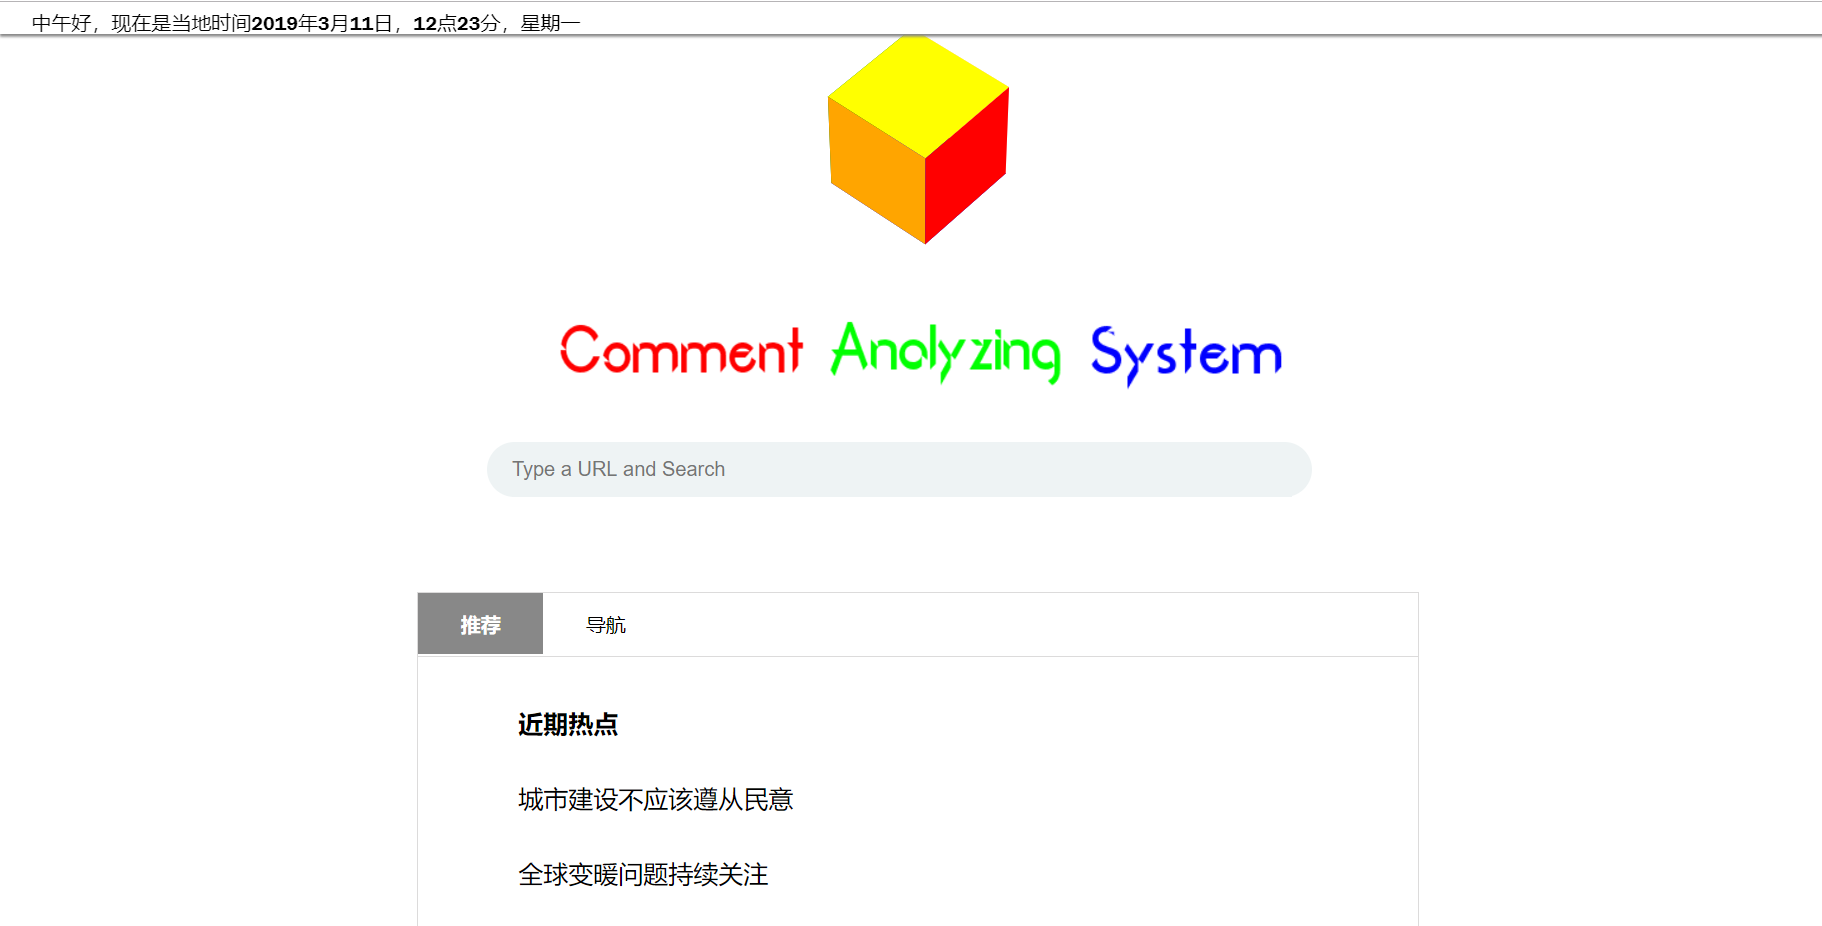 中午好，现在是当地时间2019年3月11日，12点23分，星期一
Comment Analyzing System
Type a URL and Search
推荐 导航
近期热点
城市建设不应该遵从民意
全球变暖问题持续关注